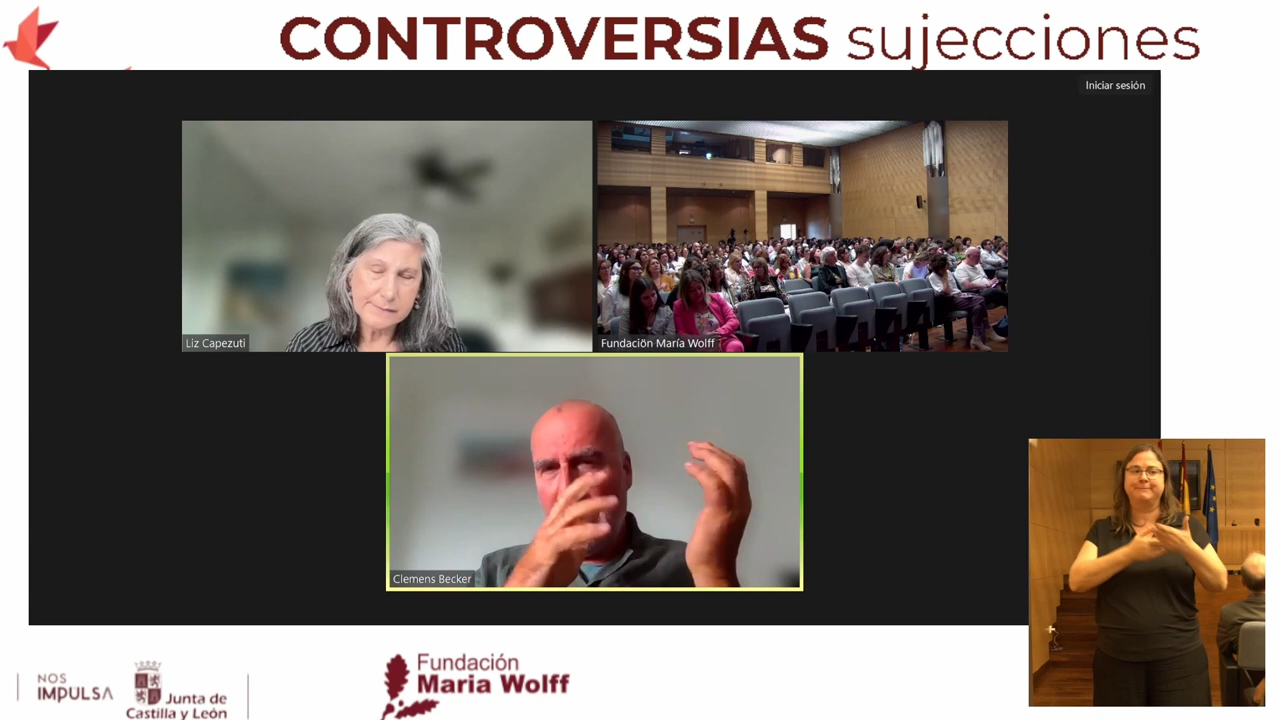 CONTROVERSIAS sujecciones
Iniciar sesión
Liz Capezuti
Fundaciõn María Wolff
Clemens Becker
NOS
IMPULSA
Junta de
Castilla y León
Fundación
Maria Wolff